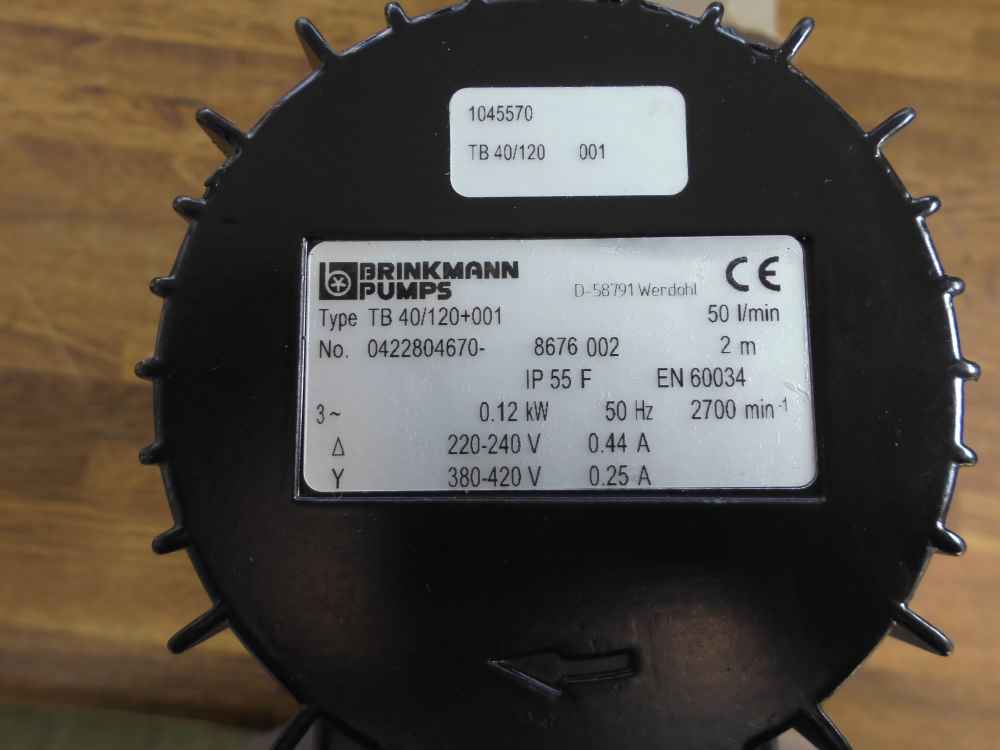 1045570
TB 40/120 001
BRINKMANN
PUMPS
D-58791 Werdohl CE
Type TB 40/120+001 50 l/min
No. 0422804670- 8676 002 2 m
IP 55 F EN 60034
3~ 0.12 kW 50 Hz 2700 min-1
Δ 220-240 V 0.44 A
Y 380-420 V 0.25 A